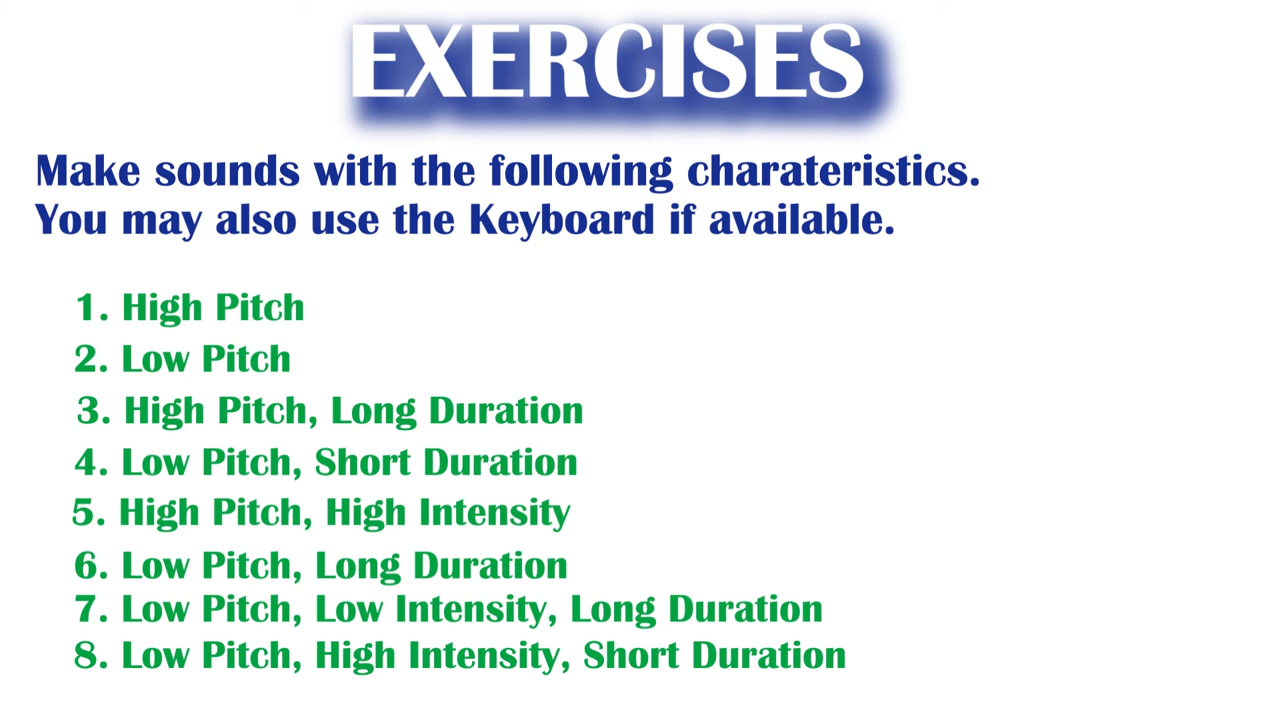 EXERCISES
Make sounds with the following charateristics.
You may also use the Keyboard if available.
1. High Pitch
2. Low Pitch
3. High Pitch, Long Duration
4. Low Pitch, Short Duration
5. High Pitch, High Intensity
6. Low Pitch, Long Duration
7. Low Pitch, Low Intensity, Long Duration
8. Low Pitch, High Intensity, Short Duration